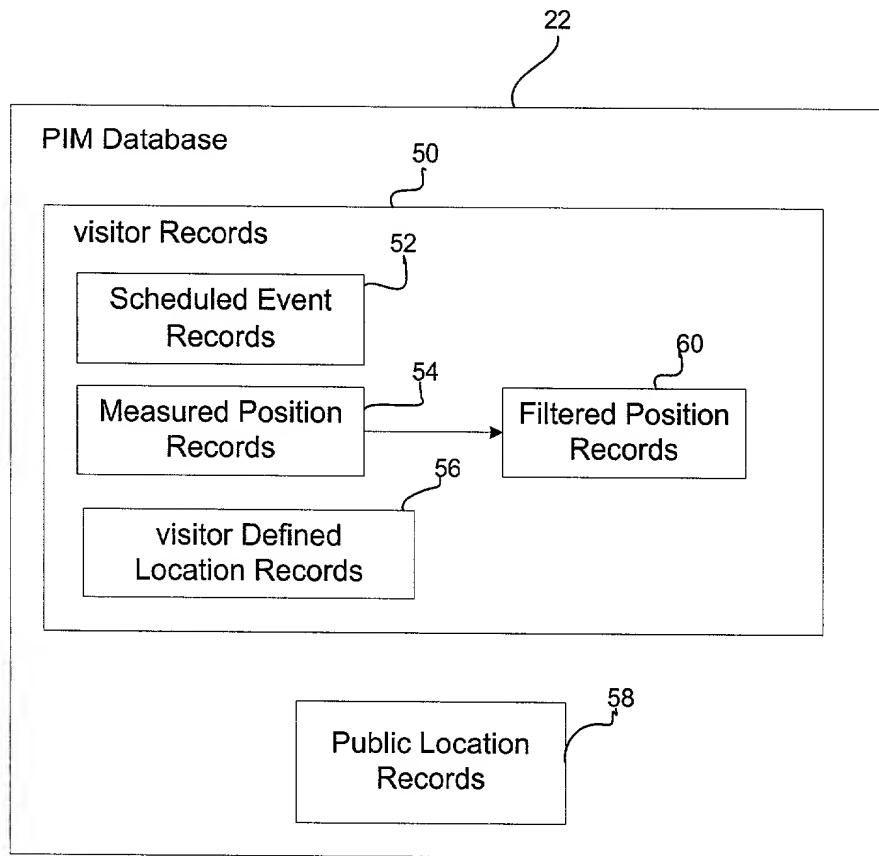 22
PIM Database
50
visitor Records
52
Scheduled Event
Records
54
Measured Position
Records
60
Filtered Position
Records
56
visitor Defined
Location Records
58
Public Location
Records